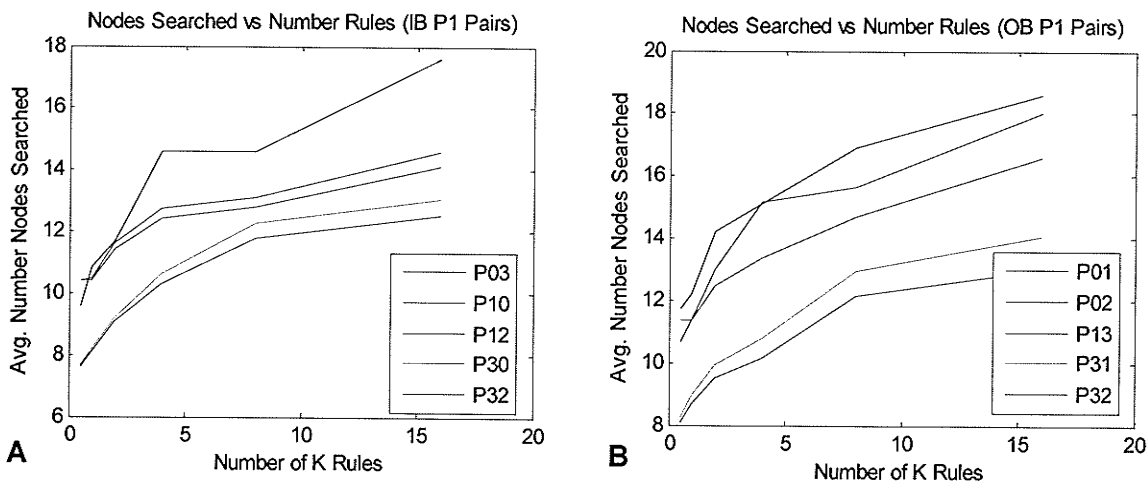 Nodes Searched vs Number Rules (IB P1 Pairs)
18
16
14
12
10
8
6
0
5
10
15
20
Avg. Number Nodes Searched
Number of K Rules
P03
P10
P12
P30
P32
A
Nodes Searched vs Number Rules (OB P1 Pairs)
20
18
16
14
12
10
8
0
5
10
15
20
Avg. Number Nodes Searched
Number of K Rules
P01
P02
P13
P31
P32
B